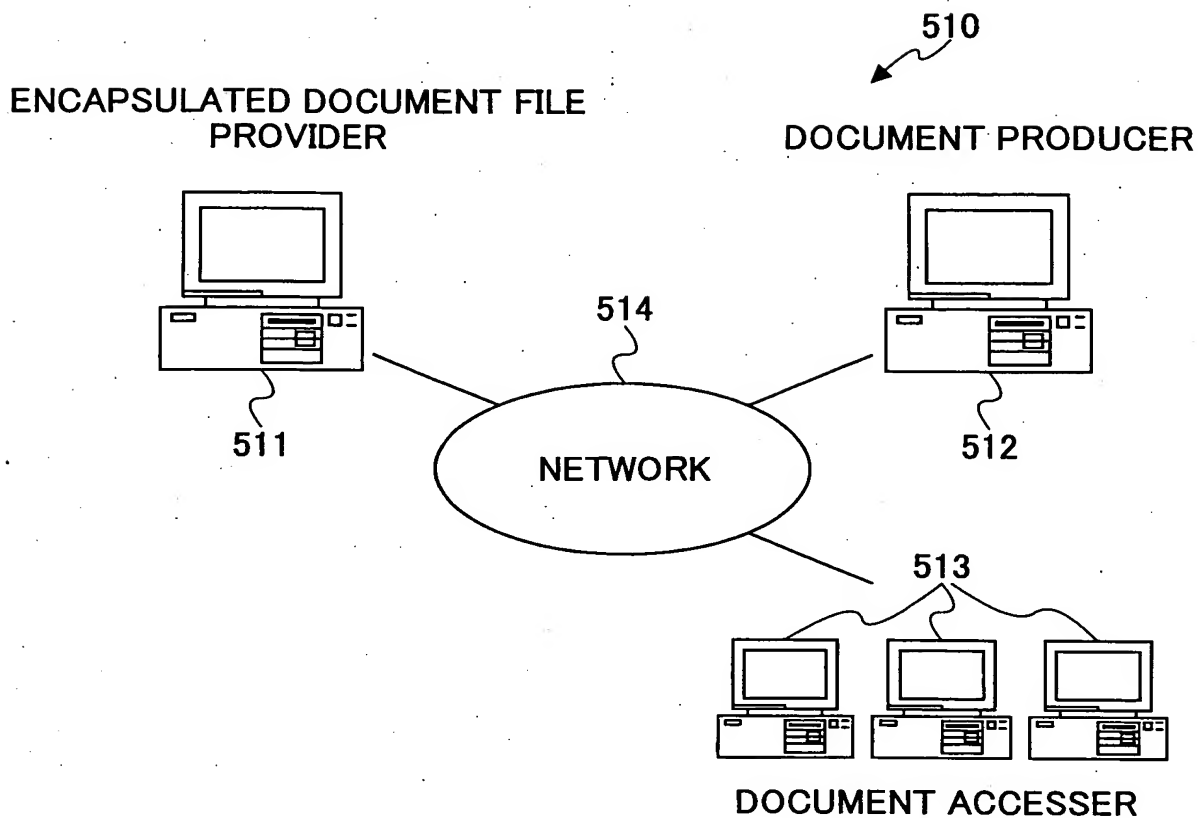 510
ENCAPSULATED DOCUMENT FILE
PROVIDER
DOCUMENT PRODUCER
514
511
512
NETWORK
513
DOCUMENT ACCESSER